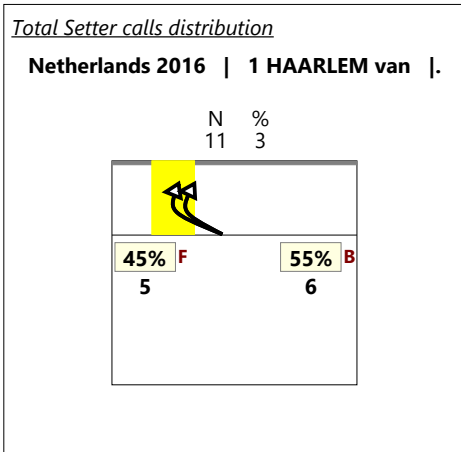 Total Setter calls distribution
Netherlands 2016 | 1 HAARLEM van |.
N %
11 3
45% F 55% B
5 6